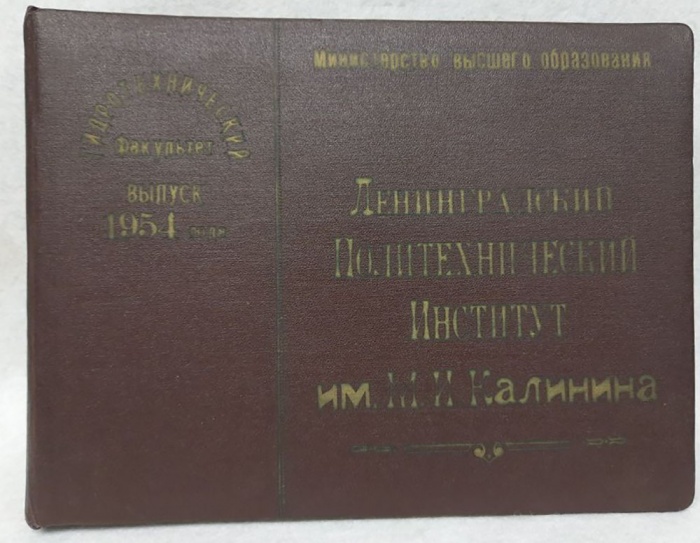 ГИДРОТЕХНИЧЕСКИЙ
факультет
ВЫПУСК
1954 года
Министерство высшего образования
Ленинградский
Политехнический
Институт
им. М. И. Калинина